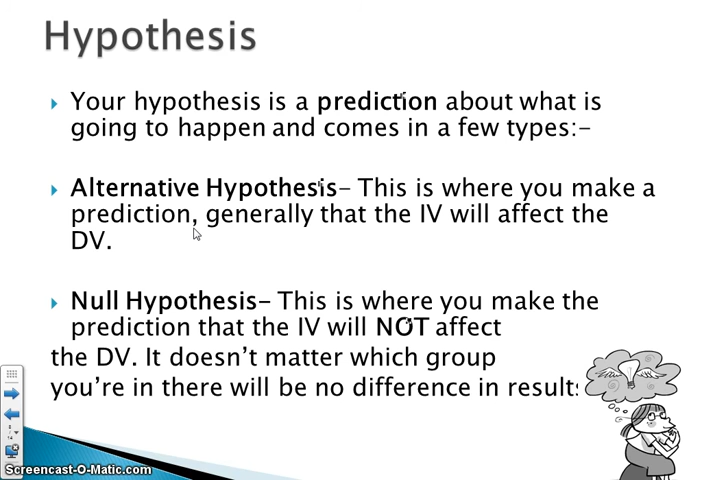 Hypothesis
Your hypothesis is a prediction about what is
going to happen and comes in a few types:-
Alternative Hypothesis- This is where you make a
prediction, generally that the IV will affect the
DV.
Null Hypothesis- This is where you make the
prediction that the IV will NOT affect
the DV. It doesn't matter which group
you're in there will be no difference in results
Screencast-O-Matic.com